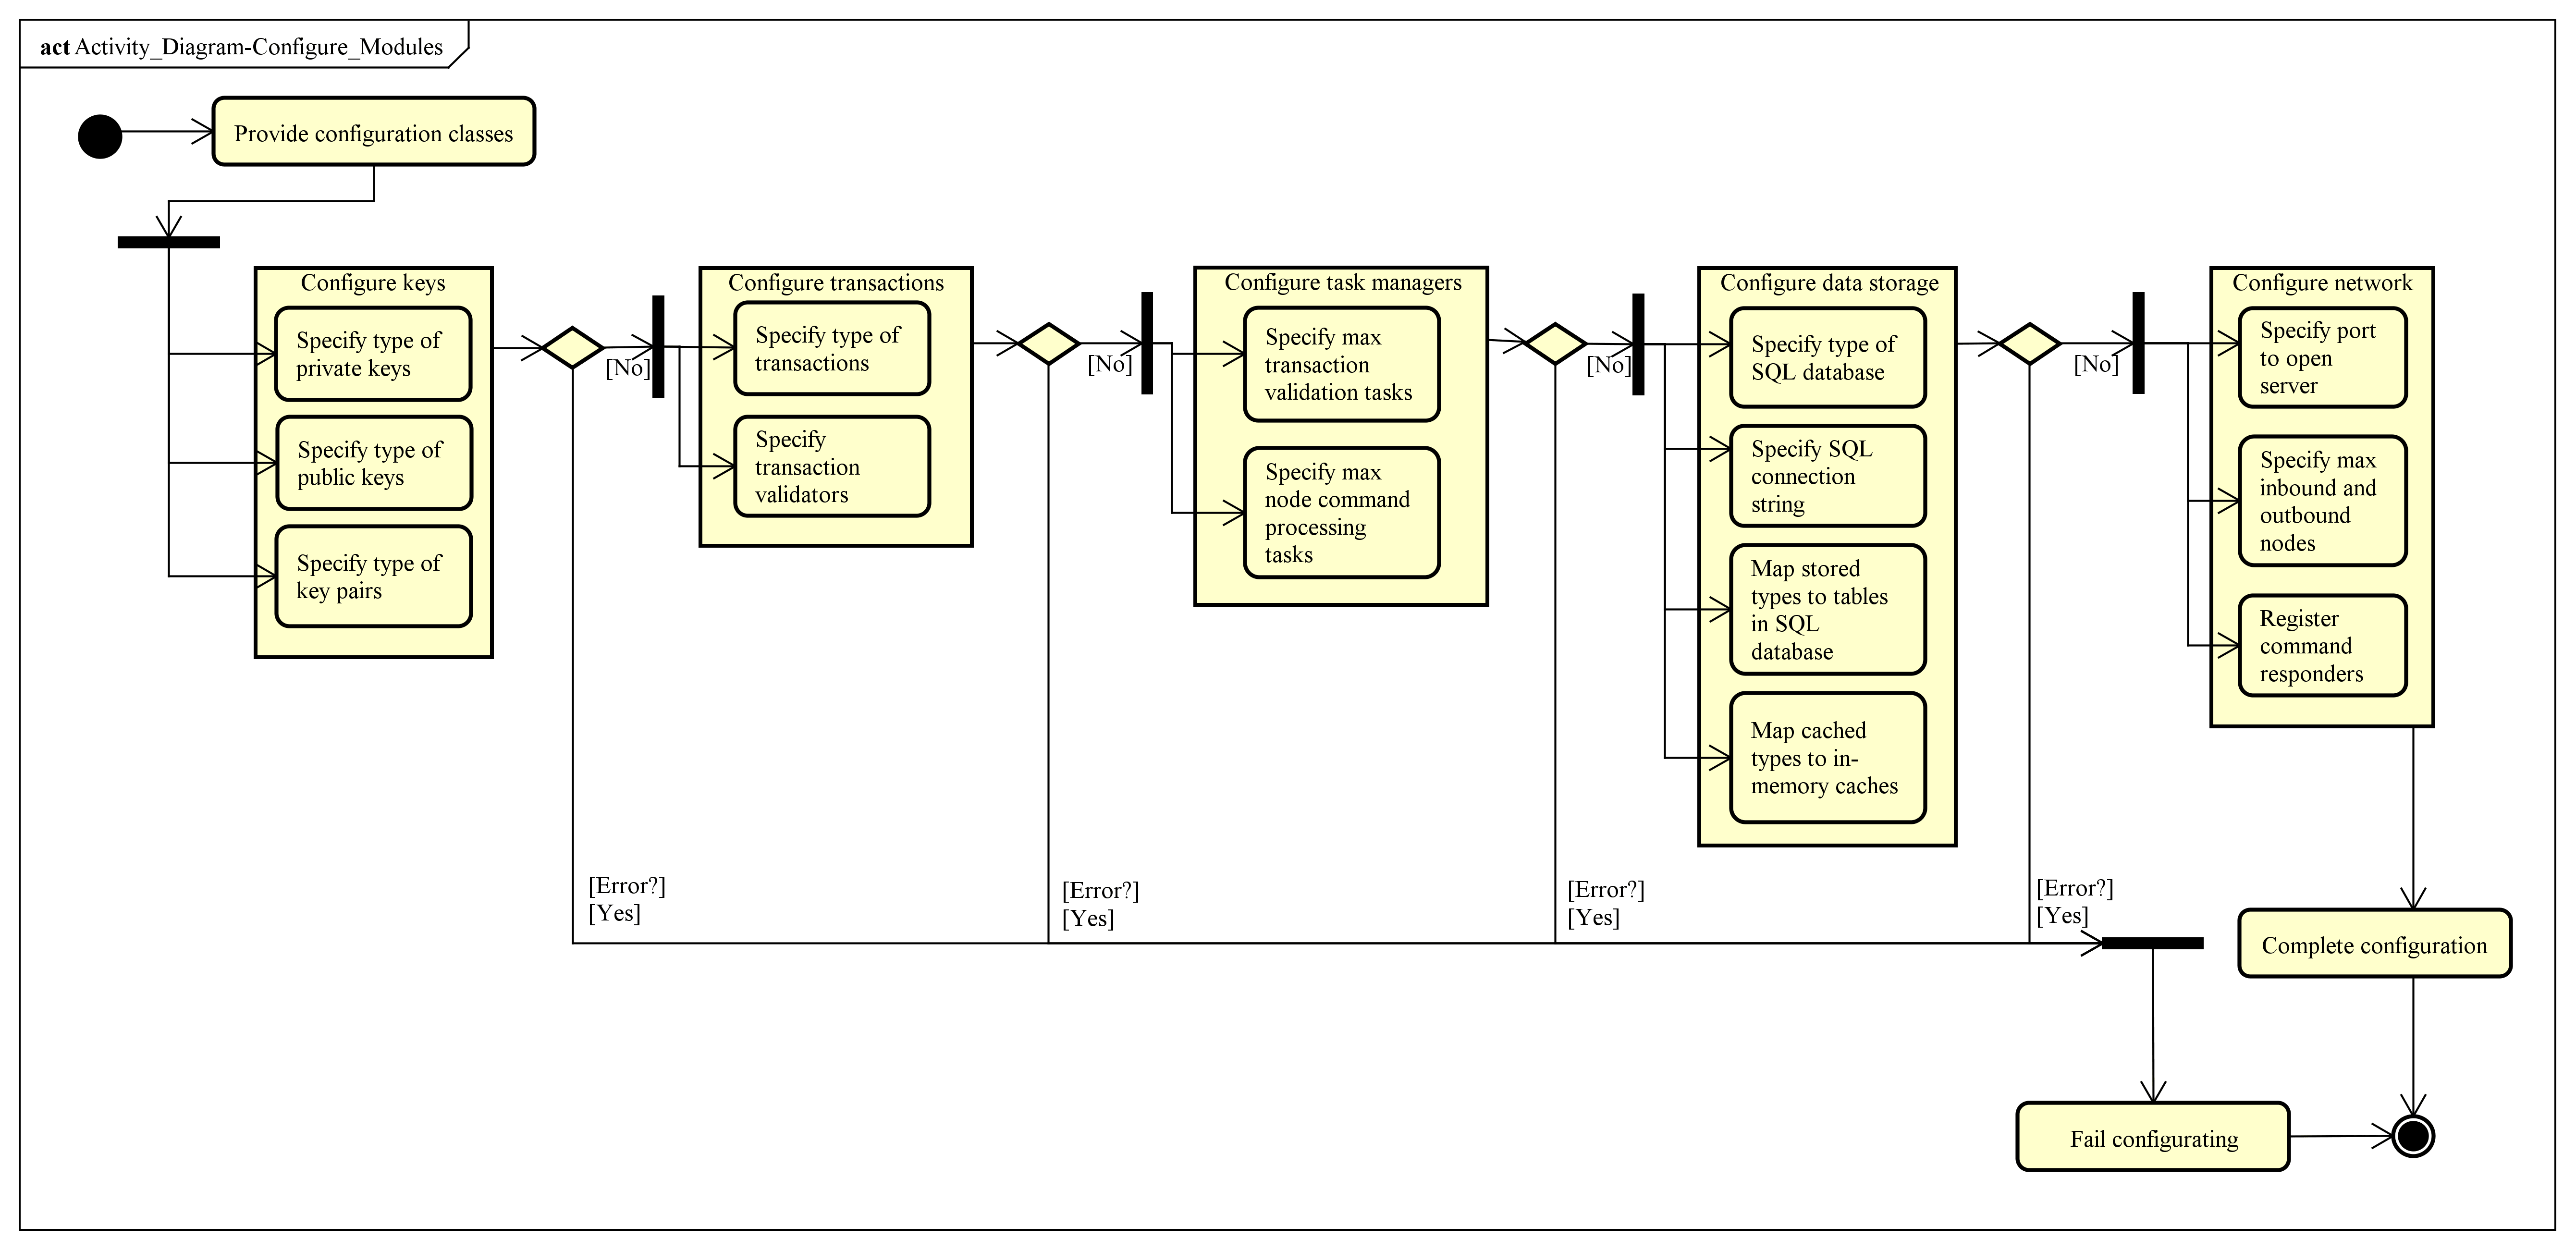 act Activity_Diagram-Configure_Modules
Provide configuration classes
Configure keys
Specify type of
private keys
Specify type of
public keys
Specify type of
key pairs
[No]
[Error?]
[Yes]
Configure transactions
Specify type of
transactions
Specify
transaction
validators
[No]
[Error?]
[Yes]
Configure task managers
Specify max
transaction
validation tasks
Specify max
node command
processing
tasks
[No]
[Error?]
[Yes]
Configure data storage
Specify type of
SQL database
Specify SQL
connection
string
Map stored
types to tables
in SQL
database
Map cached
types to in-
memory caches
[No]
[Error?]
[Yes]
Configure network
Specify port
to open
server
Specify max
inbound and
outbound
nodes
Register
command
responders
Complete configuration
Fail configurating